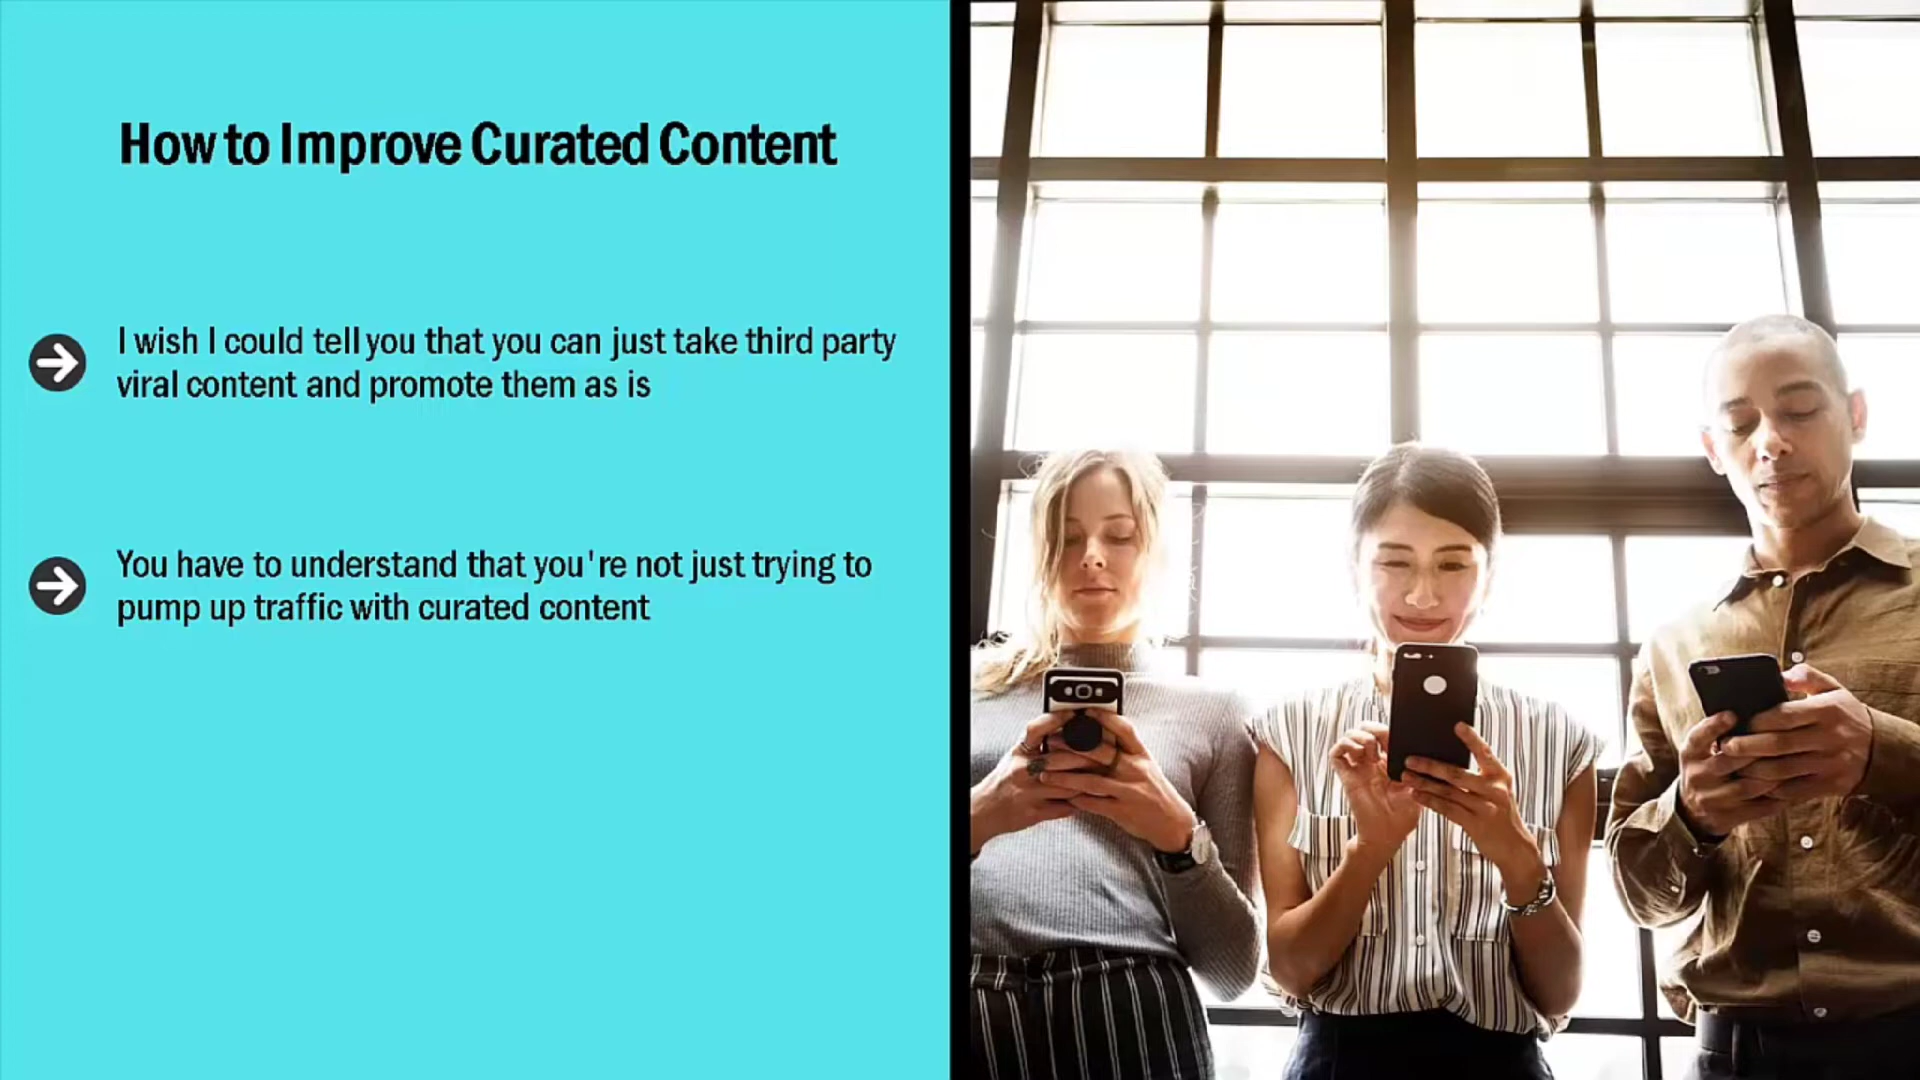 How to Improve Curated Content
I wish I could tell you that you can just take third party
viral content and promote them as is
You have to understand that you're not just trying to
pump up traffic with curated content